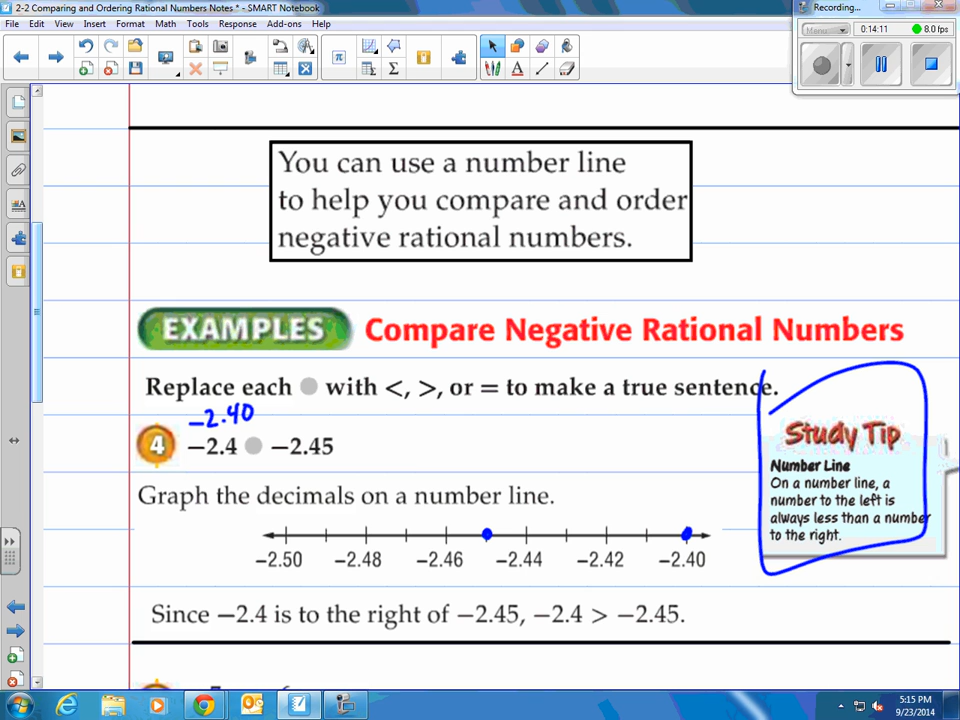 2-2 Comparing and Ordering Rational Numbers Notes * - SMART Notebook
Recording...
File Edit View Insert Format Math Tools Response Add-ons Help
Menu 0:14:11 8.0 fps
You can use a number line
to help you compare and order
negative rational numbers.
EXAMPLES Compare Negative Rational Numbers
Replace each with <, >, or = to make a true sentence.
−2.40
4 −2.4 −2.45
Study Tip
Number Line
On a number line, a
number to the left is
always less than a number
to the right.
Graph the decimals on a number line.
−2.50 −2.48 −2.46 −2.44 −2.42 −2.40
Since −2.4 is to the right of −2.45, −2.4 > −2.45.
5:15 PM
9/23/2014